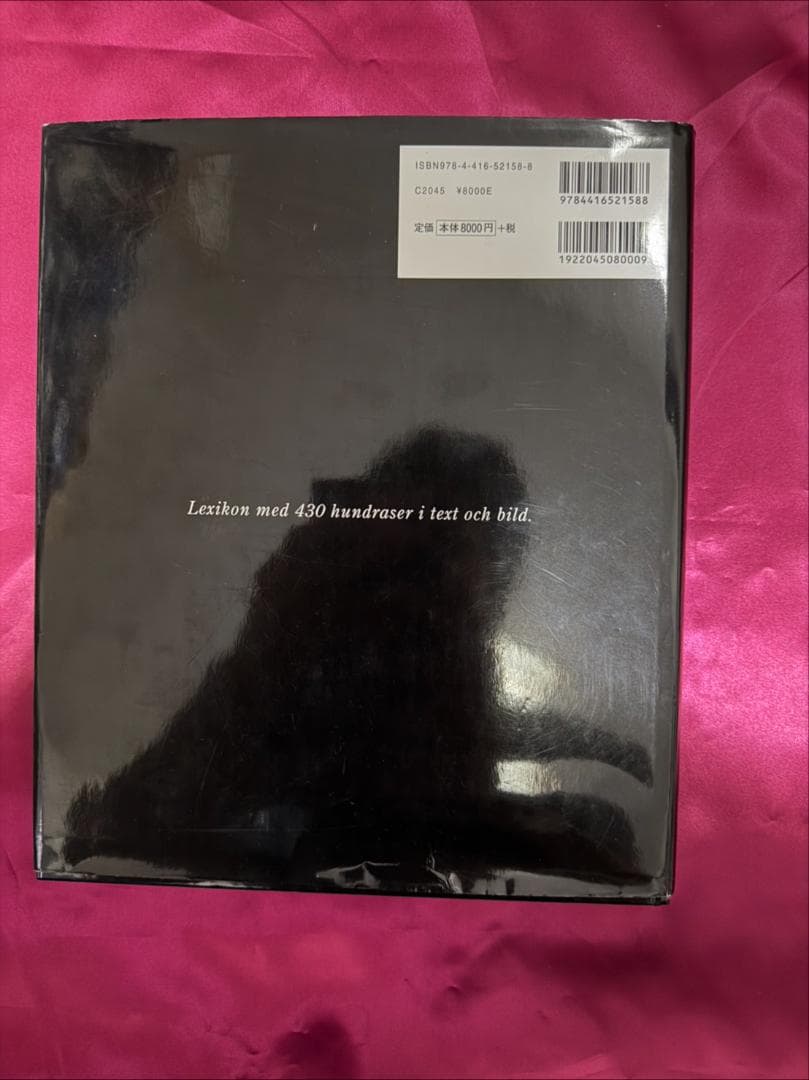 ISBN978-4-416-52158-8
C2045 ¥8000E
定価 本体8000円+税
9784416521588
1922045080009
Lexikon med 430 hundraser i text och bild.